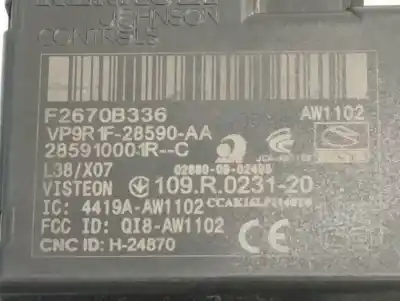 JOHNSON
CONTROLS
F2670B336
AW1102
VP9R1F-28590-AA
285910001R--C
L38/X07
VISTEON
109.R.0231-20
IC: 4419A-AW1102
FCC ID: QI8-AW1102
CNC ID: H-24870
CE